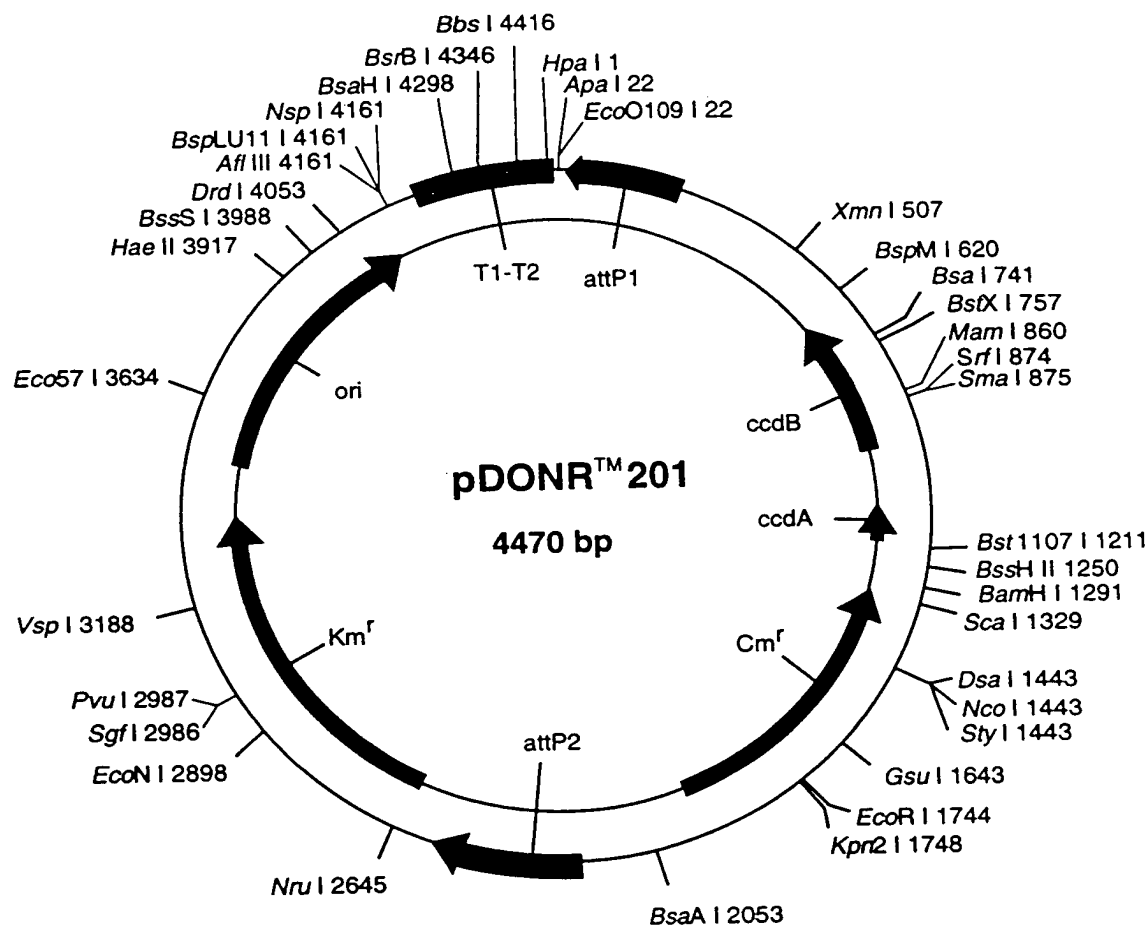 Bbs I 4416
BsrB I 4346
BsaH I 4298
Nsp I 4161
BspLU11 I 4161
Afl III 4161
Drd I 4053
BssS I 3988
Hae II 3917
Hpa I 1
Apa I 22
EcoO109 I 22
Xmn I 507
BspM I 620
Bsa I 741
BstX I 757
Mam I 860
Srf I 874
Sma I 875
T1-T2
attP1
Eco57 I 3634
ori
ccdB
pDONR™ 201
4470 bp
ccdA
Bst1107 I 1211
BssH II 1250
BamH I 1291
Sca I 1329
Vsp I 3188
Kmr
Cmr
Dsa I 1443
Nco I 1443
Sty I 1443
Pvu I 2987
Sgf I 2986
EcoN I 2898
attP2
Gsu I 1643
EcoR I 1744
Kpn2 I 1748
Nru I 2645
BsaA I 2053